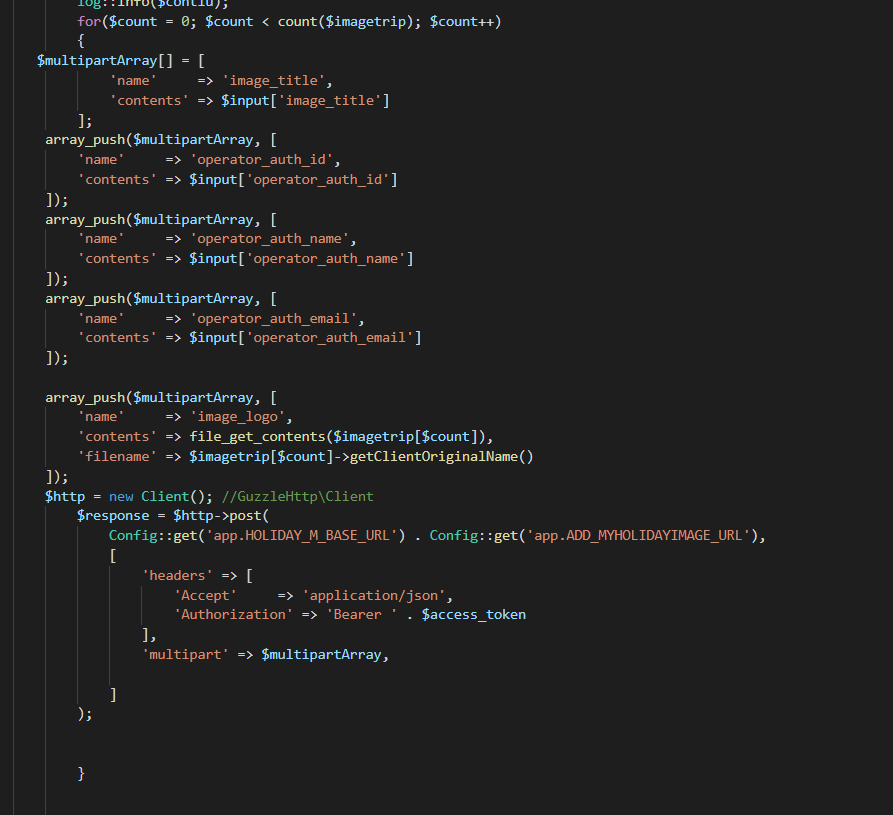 log::info($contlu);
for($count = 0; $count < count($imagetrip); $count++)
{
$multipartArray[] = [
'name' => 'image_title',
'contents' => $input['image_title']
];
array_push($multipartArray, [
'name' => 'operator_auth_id',
'contents' => $input['operator_auth_id']
]);
array_push($multipartArray, [
'name' => 'operator_auth_name',
'contents' => $input['operator_auth_name']
]);
array_push($multipartArray, [
'name' => 'operator_auth_email',
'contents' => $input['operator_auth_email']
]);
array_push($multipartArray, [
'name' => 'image_logo',
'contents' => file_get_contents($imagetrip[$count]),
'filename' => $imagetrip[$count]->getClientOriginalName()
]);
$http = new Client(); //GuzzleHttp\Client
$response = $http->post(
Config::get('app.HOLIDAY_M_BASE_URL') . Config::get('app.ADD_MYHOLIDAYIMAGE_URL'),
[
'headers' => [
'Accept' => 'application/json',
'Authorization' => 'Bearer ' . $access_token
],
'multipart' => $multipartArray,
]
);
}